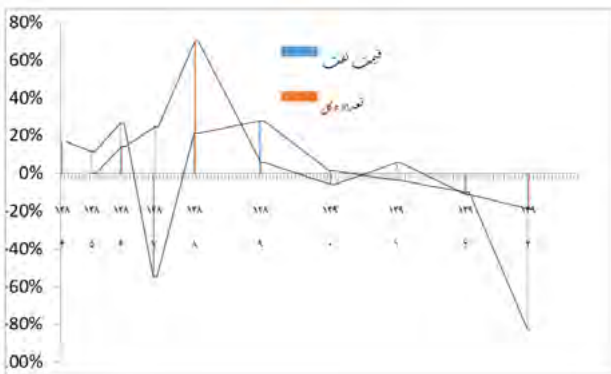 80%
60%
قیمت نفت
40%
تعداد دکل
20%
0%
-20%
۱۳۸ ۱۳۸ ۱۳۸ ۱۳۸ ۱۳۸ ۱۳۸ ۱۳۹ ۱۳۹ ۱۳۹ ۱۳۹
۴ ۵ ۶ ۷ ۸ ۹ ۰ ۱ ۲ ۳
-40%
-60%
-80%
00%